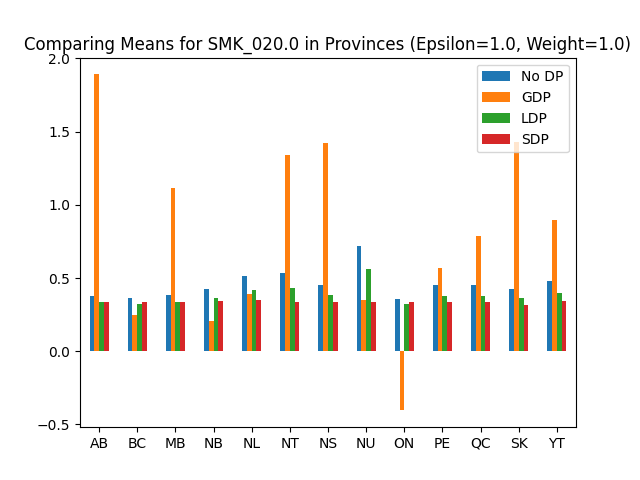 Comparing Means for SMK_020.0 in Provinces (Epsilon=1.0, Weight=1.0)
2.0
1.5
1.0
0.5
0.0
−0.5
No DP
GDP
LDP
SDP
AB BC MB NB NL NT NS NU ON PE QC SK YT